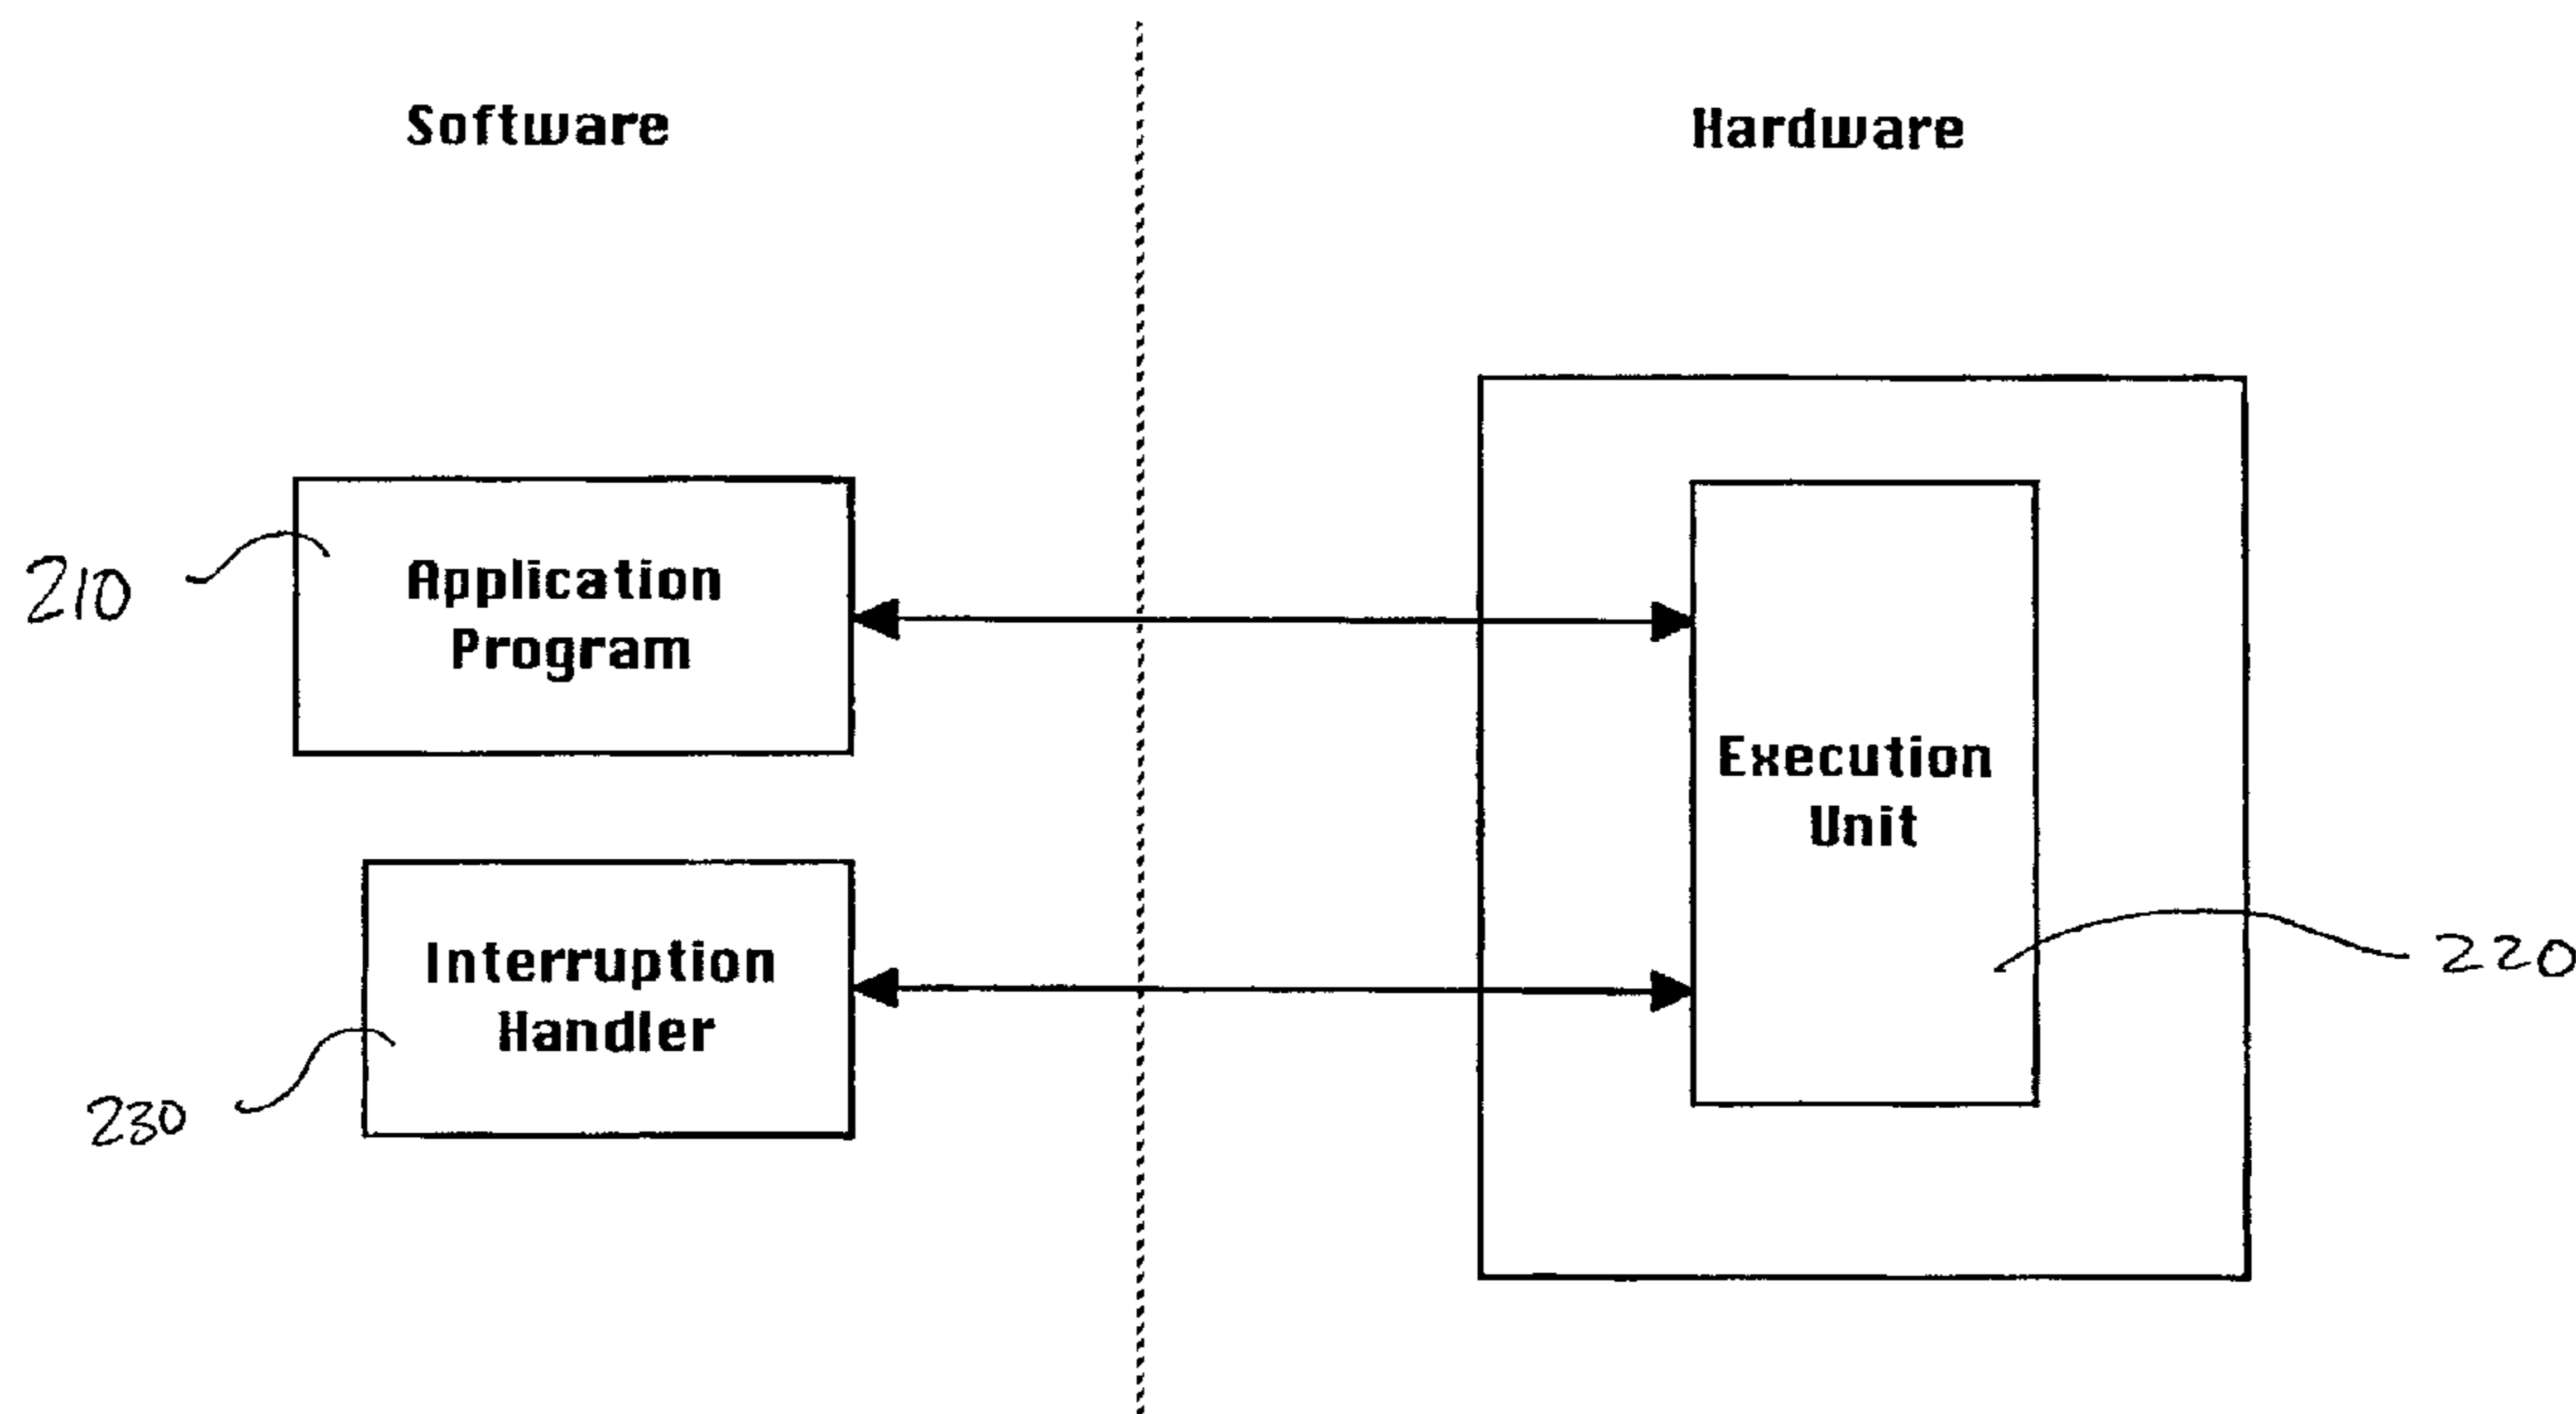 Software
Hardware
210
Application
Program
Execution
Unit
220
Interruption
Handler
230